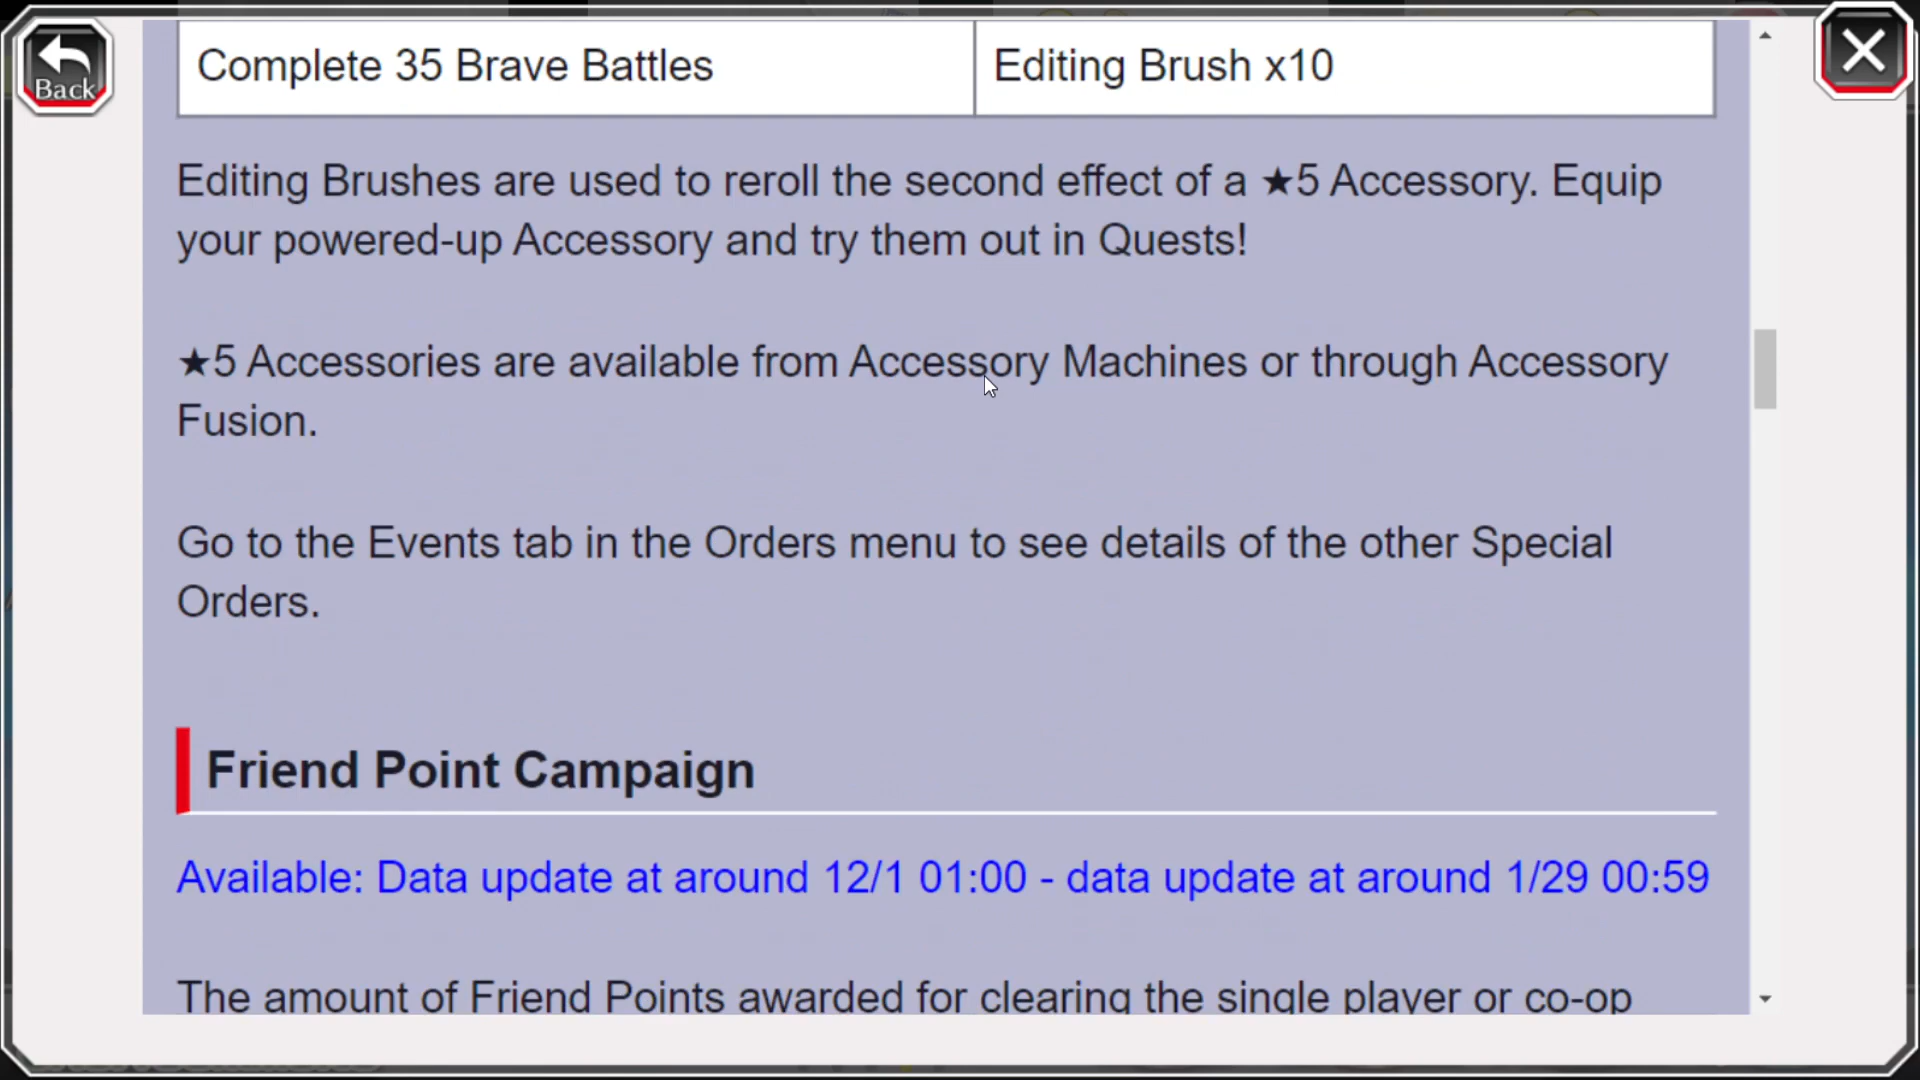 Back
Complete 35 Brave Battles
Editing Brush x10
Editing Brushes are used to reroll the second effect of a ★5 Accessory. Equip
your powered-up Accessory and try them out in Quests!
★5 Accessories are available from Accessory Machines or through Accessory
Fusion.
Go to the Events tab in the Orders menu to see details of the other Special
Orders.
Friend Point Campaign
Available: Data update at around 12/1 01:00 - data update at around 1/29 00:59
The amount of Friend Points awarded for clearing the single player or co-op